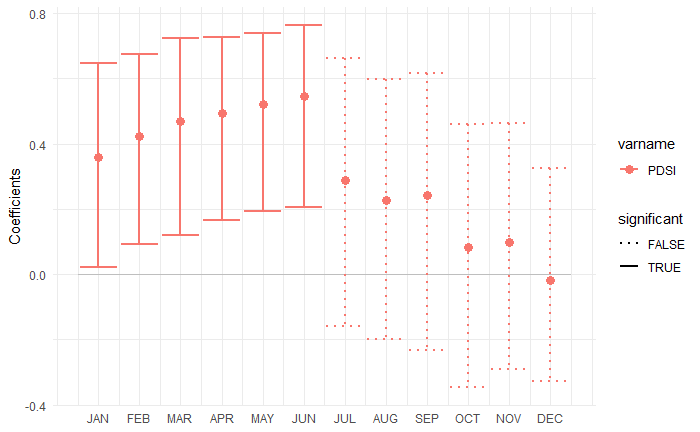 0.8
0.4
0.0
-0.4
Coefficients
JAN FEB MAR APR MAY JUN JUL AUG SEP OCT NOV DEC
varname
PDSI
significant
FALSE
TRUE